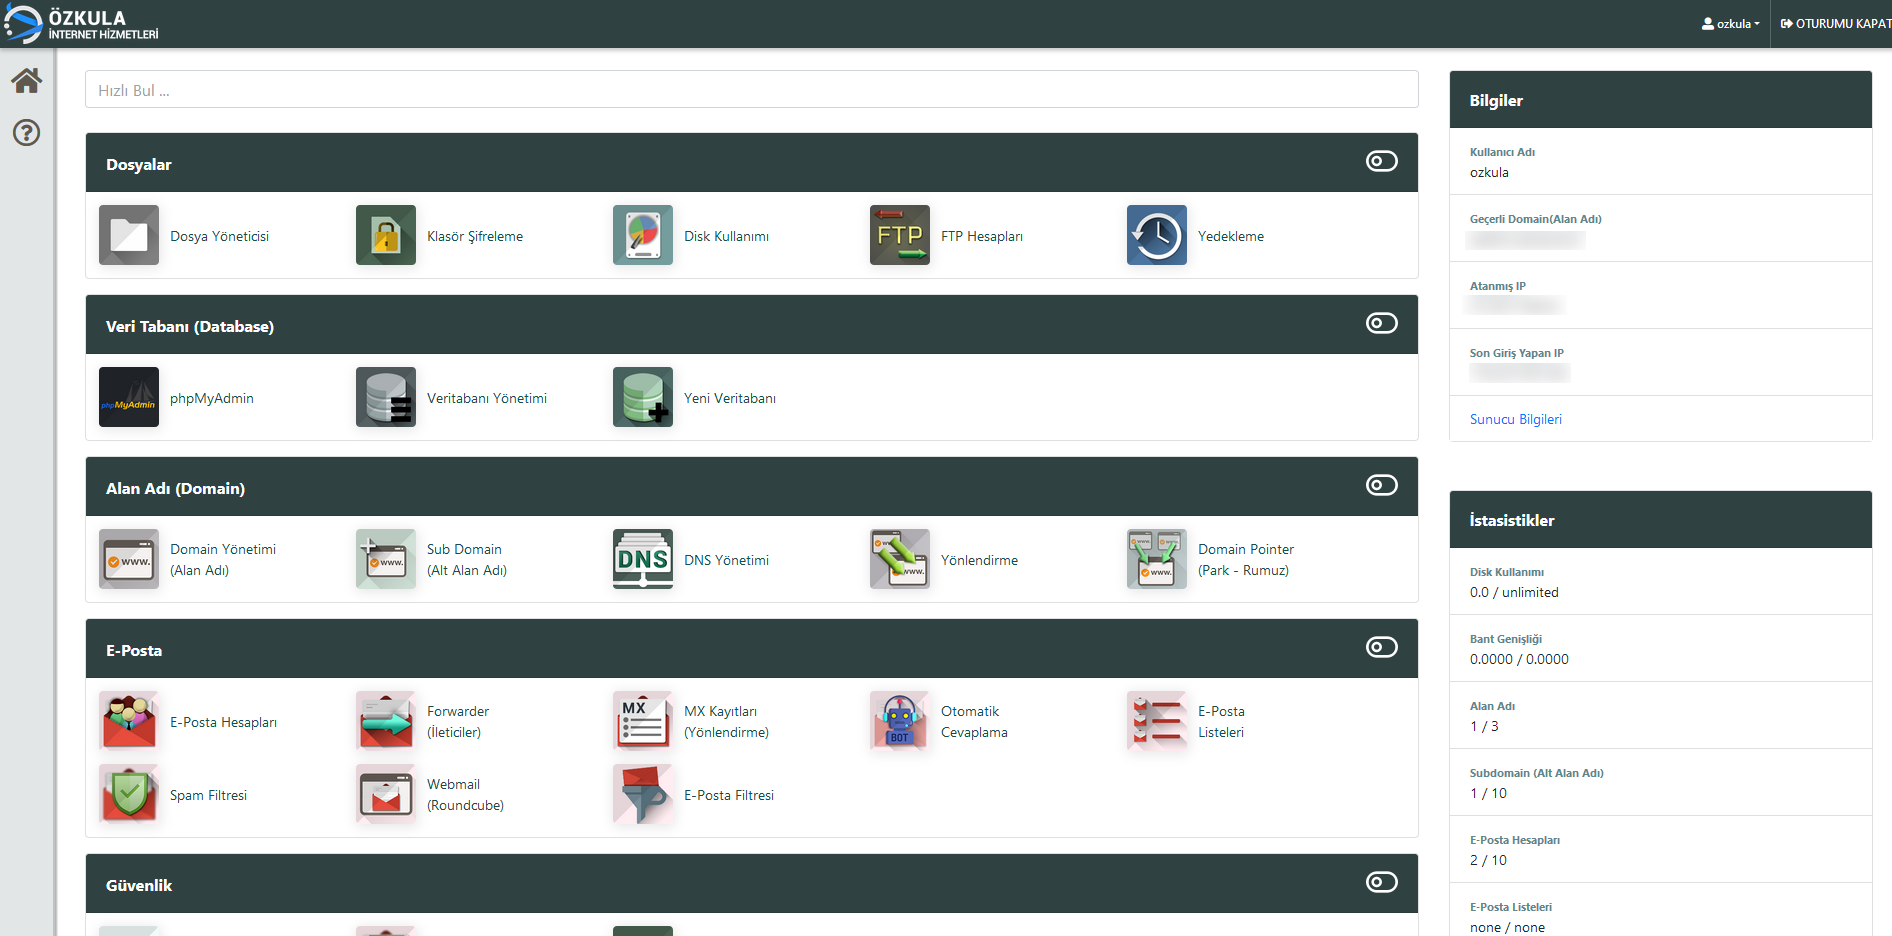 ÖZKULA
İNTERNET HİZMETLERİ
ozkula
OTURUMU KAPAT
Hızlı Bul ...
Dosyalar
Dosya Yöneticisi
Klasör Şifreleme
Disk Kullanımı
FTP
FTP Hesapları
Yedekleme
Veri Tabanı (Database)
phpMyAdmin
phpMyAdmin
Veritabanı Yönetimi
Yeni Veritabanı
Alan Adı (Domain)
www.
Domain Yönetimi
(Alan Adı)
www.
Sub Domain
(Alt Alan Adı)
DNS
DNS Yönetimi
www.
Yönlendirme
www.
Domain Pointer
(Park - Rumuz)
E-Posta
E-Posta Hesapları
Forwarder
(İleticiler)
MX
MX Kayıtları
(Yönlendirme)
BOT
Otomatik
Cevaplama
E-Posta
Listeleri
Spam Filtresi
Webmail
(Roundcube)
E-Posta Filtresi
Güvenlik
Bilgiler
Kullanıcı Adı
ozkula
Geçerli Domain(Alan Adı)
Atanmış IP
Son Giriş Yapan IP
Sunucu Bilgileri
İstasistikler
Disk Kullanımı
0.0 / unlimited
Bant Genişliği
0.0000 / 0.0000
Alan Adı
1 / 3
Subdomain (Alt Alan Adı)
1 / 10
E-Posta Hesapları
2 / 10
E-Posta Listeleri
none / none